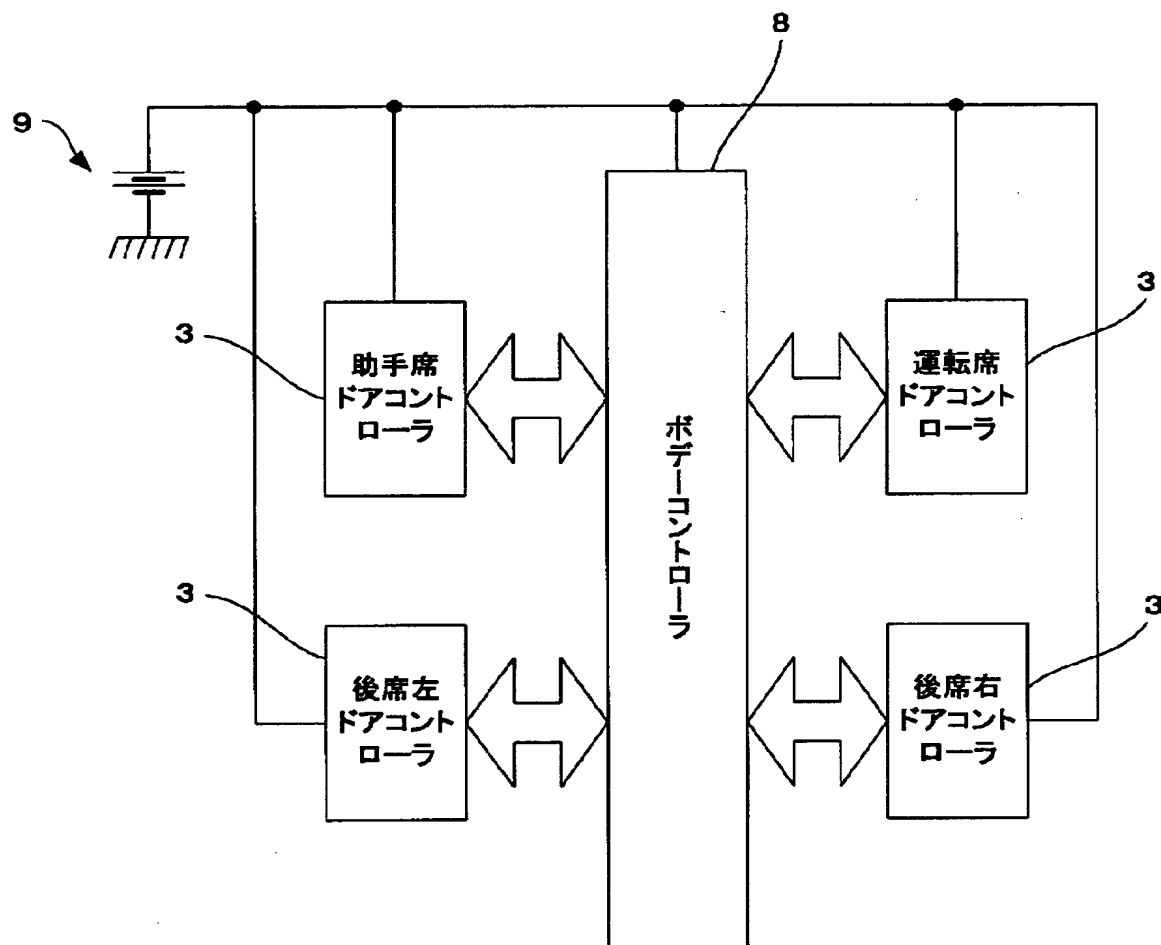 8
9
3
助手席
ドアコント
ローラ
3
運転席
ドアコント
ローラ
ボデーコントローラ
3
後席左
ドアコント
ローラ
3
後席右
ドアコント
ローラ